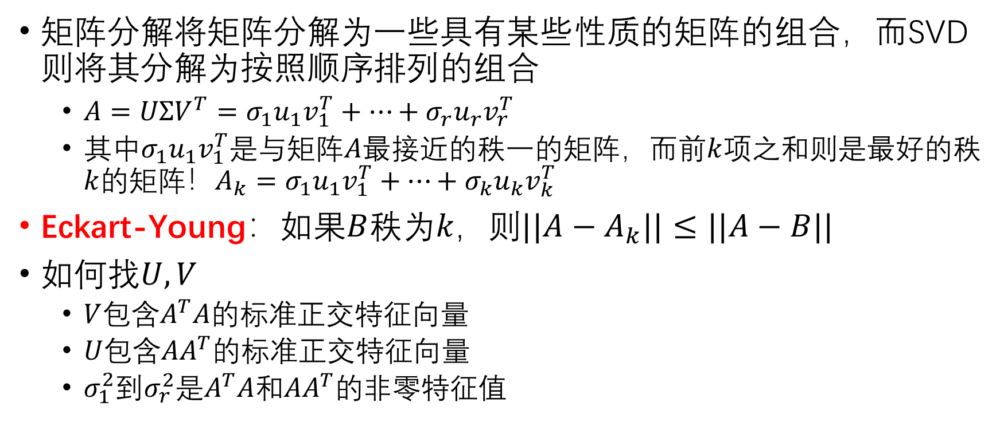 • 矩阵分解将矩阵分解为一些具有某些性质的矩阵的组合，而SVD
则将其分解为按照顺序排列的组合
• $A = U\Sigma V^T = \sigma_1 u_1 v_1^T + \cdots + \sigma_r u_r v_r^T$
• 其中$\sigma_1 u_1 v_1^T$是与矩阵$A$最接近的秩一的矩阵，而前$k$项之和则是最好的秩
$k$的矩阵！$A_k = \sigma_1 u_1 v_1^T + \cdots + \sigma_k u_k v_k^T$
• Eckart-Young：如果$B$秩为$k$，则$||A - A_k|| \leq ||A - B||$
• 如何找$U, V$
• $V$包含$A^T A$的标准正交特征向量
• $U$包含$AA^T$的标准正交特征向量
• $\sigma_1^2$到$\sigma_r^2$是$A^T A$和$AA^T$的非零特征值